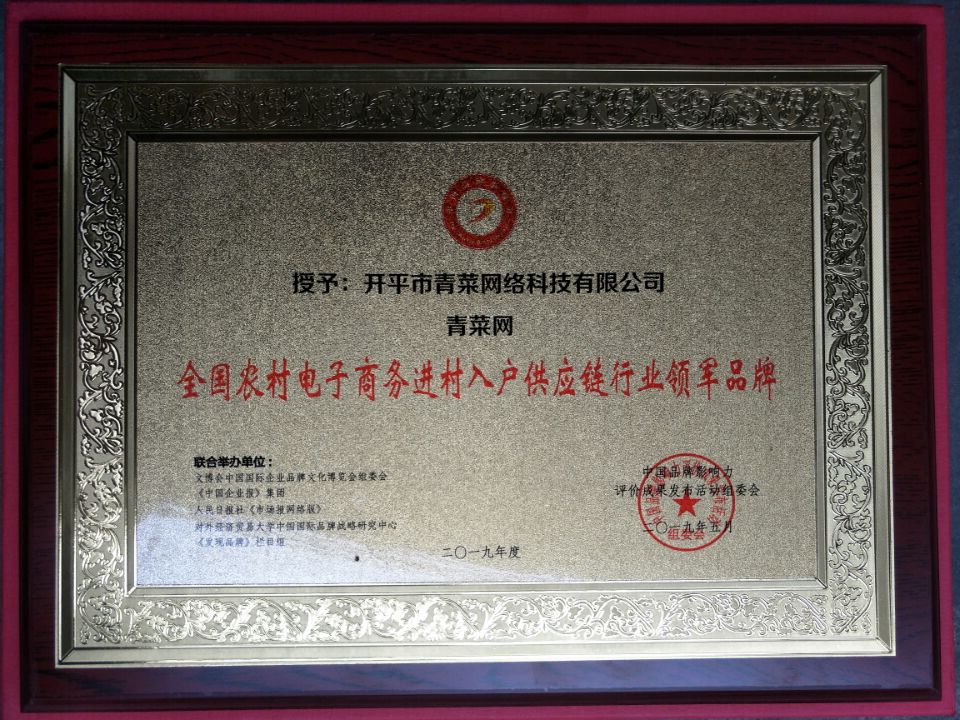 授予：开平市青菜网络科技有限公司
青菜网
全国农村电子商务进村入户供应链行业领军品牌
联合举办单位：
文博会中国国际企业品牌文化博览会组委会
《中国企业报》集团
人民日报社《市场报网络版》
对外经济贸易大学中国国际品牌战略研究中心
《发现品牌》栏目组
二〇一九年度
中国品牌影响力
评价成果发布活动组委会
二〇一九年五月
组委会